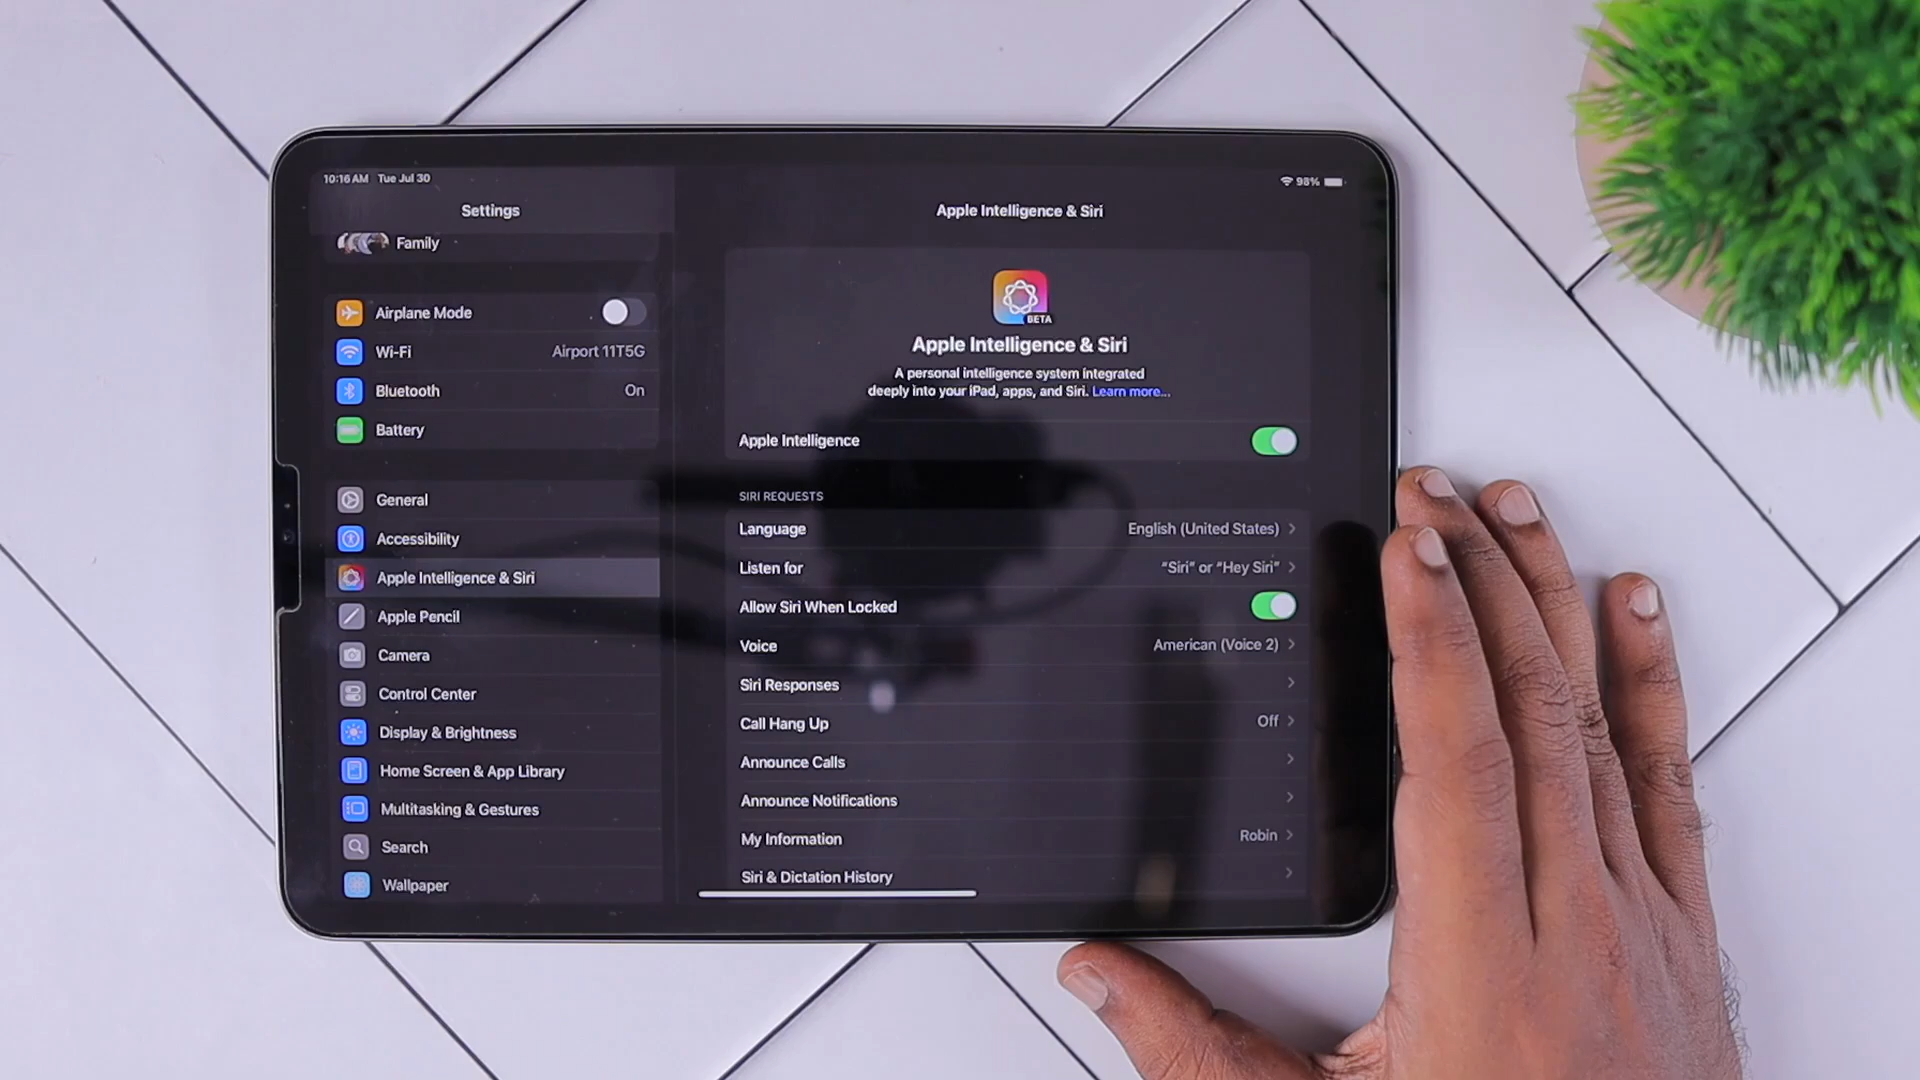 10:16 AM Tue Jul 30
98%
Settings
Family
Airplane Mode
Wi-Fi Airport 11T5G
Bluetooth On
Battery
General
Accessibility
Apple Intelligence & Siri
Apple Pencil
Camera
Control Center
Display & Brightness
Home Screen & App Library
Multitasking & Gestures
Search
Wallpaper
Apple Intelligence & Siri
BETA
Apple Intelligence & Siri
A personal intelligence system integrated
deeply into your iPad, apps, and Siri. Learn more...
Apple Intelligence
SIRI REQUESTS
Language English (United States)
Listen for “Siri” or “Hey Siri”
Allow Siri When Locked
Voice American (Voice 2)
Siri Responses
Call Hang Up Off
Announce Calls
Announce Notifications
My Information Robin
Siri & Dictation History